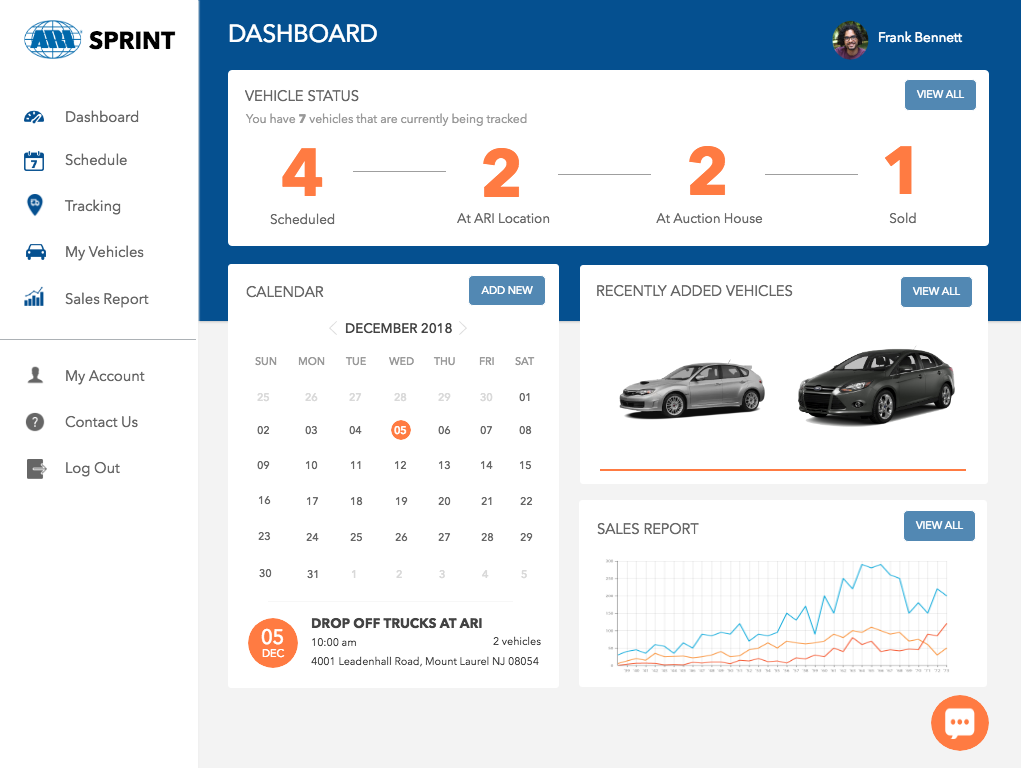 ARI SPRINT
Dashboard
Schedule
7
Tracking
My Vehicles
Sales Report
My Account
?
Contact Us
Log Out
DASHBOARD
Frank Bennett
VEHICLE STATUS
VIEW ALL
You have 7 vehicles that are currently being tracked
4 2 2 1
Scheduled At ARI Location At Auction House Sold
CALENDAR
ADD NEW
DECEMBER 2018
SUN MON TUE WED THU FRI SAT
25 26 27 28 29 30 01
02 03 04 05 06 07 08
09 10 11 12 13 14 15
16 17 18 19 20 21 22
23 24 25 26 27 28 29
30 31 1 2 3 4 5
05
DEC
DROP OFF TRUCKS AT ARI
10:00 am 2 vehicles
4001 Leadenhall Road, Mount Laurel NJ 08054
RECENTLY ADDED VEHICLES
VIEW ALL
SALES REPORT
VIEW ALL